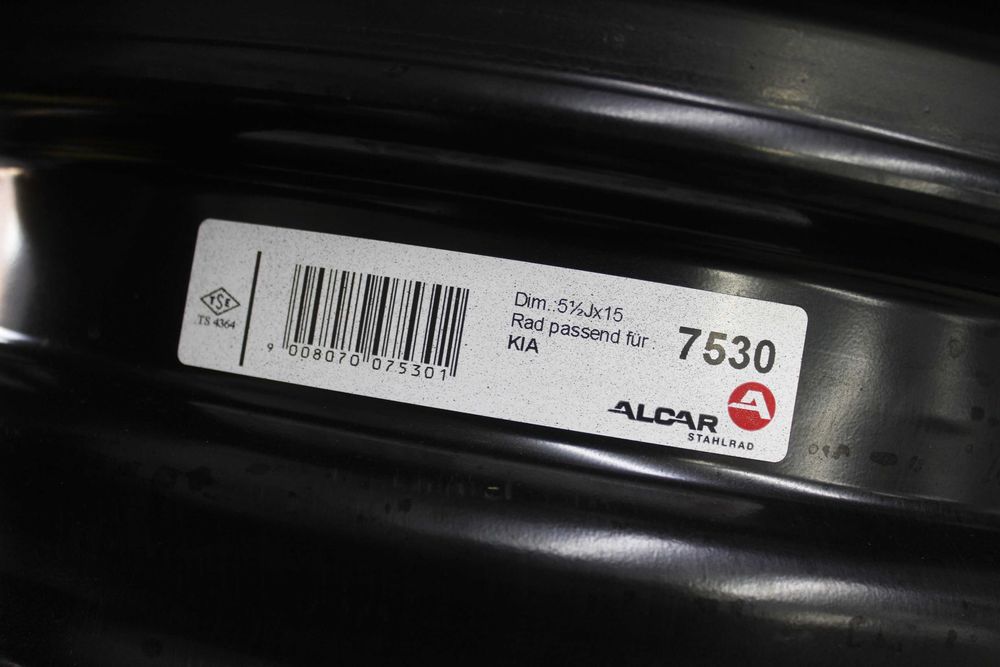 TSE
TS 4364
9 008070 075301
Dim.:5½Jx15
Rad passend für :
KIA
7530
ALCAR
STAHLRAD